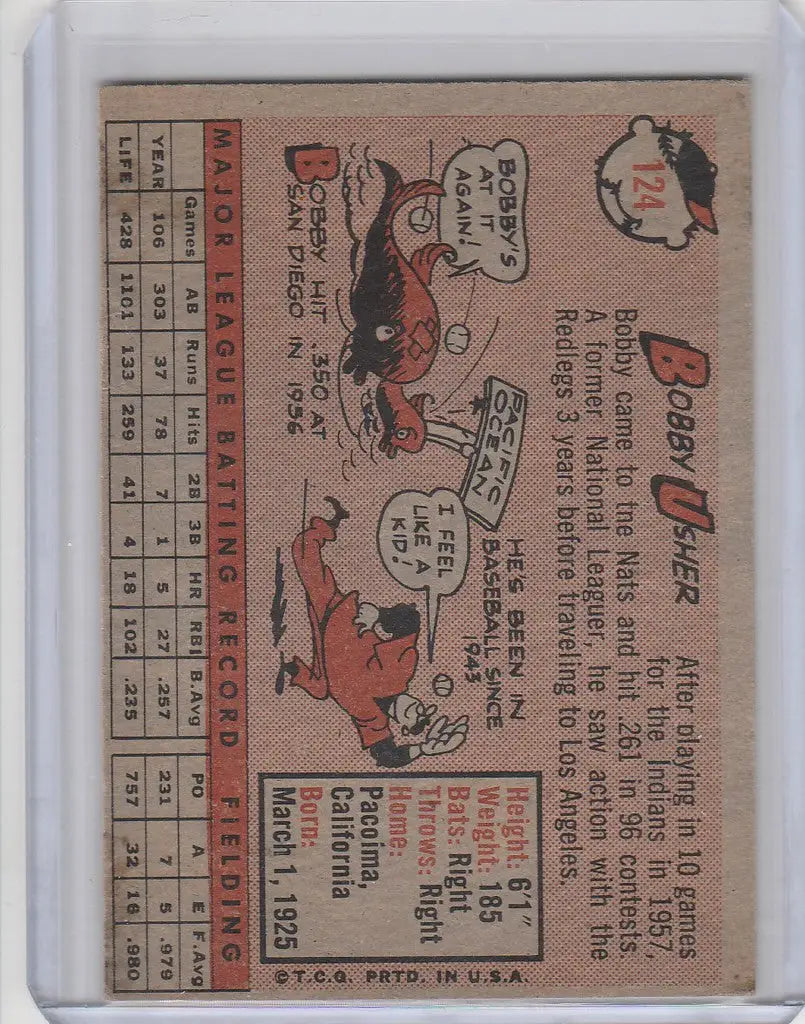 124
BOBBY USHER
After playing in 10 games
for the Indians in 1957,
Bobby came to tne Nats and hit .261 in 96 contests.
A former National Leaguer, he saw action with the
Redlegs 3 years before traveling to Los Angeles.
BOBBY'S
AT IT
AGAIN!
PACIFIC
OCEAN
BOBBY HIT .350 AT
SAN DIEGO IN 1956
HE'S BEEN IN
BASEBALL SINCE
1943
I FEEL
LIKE A
KID!
Height: 6'1"
Weight: 185
Bats: Right
Throws: Right
Home:
Pacoima,
California
Born:
March 1, 1925
©T.C.G. PRTD. IN U.S.A.
MAJOR LEAGUE BATTING RECORD FIELDING
Games AB Runs Hits 2B 3B HR RBI B.Avg PO A E F.Avg
YEAR 106 303 37 78 7 1 5 27 .257 231 7 5 .979
LIFE 428 1101 133 259 41 4 18 102 .235 757 32 16 .980